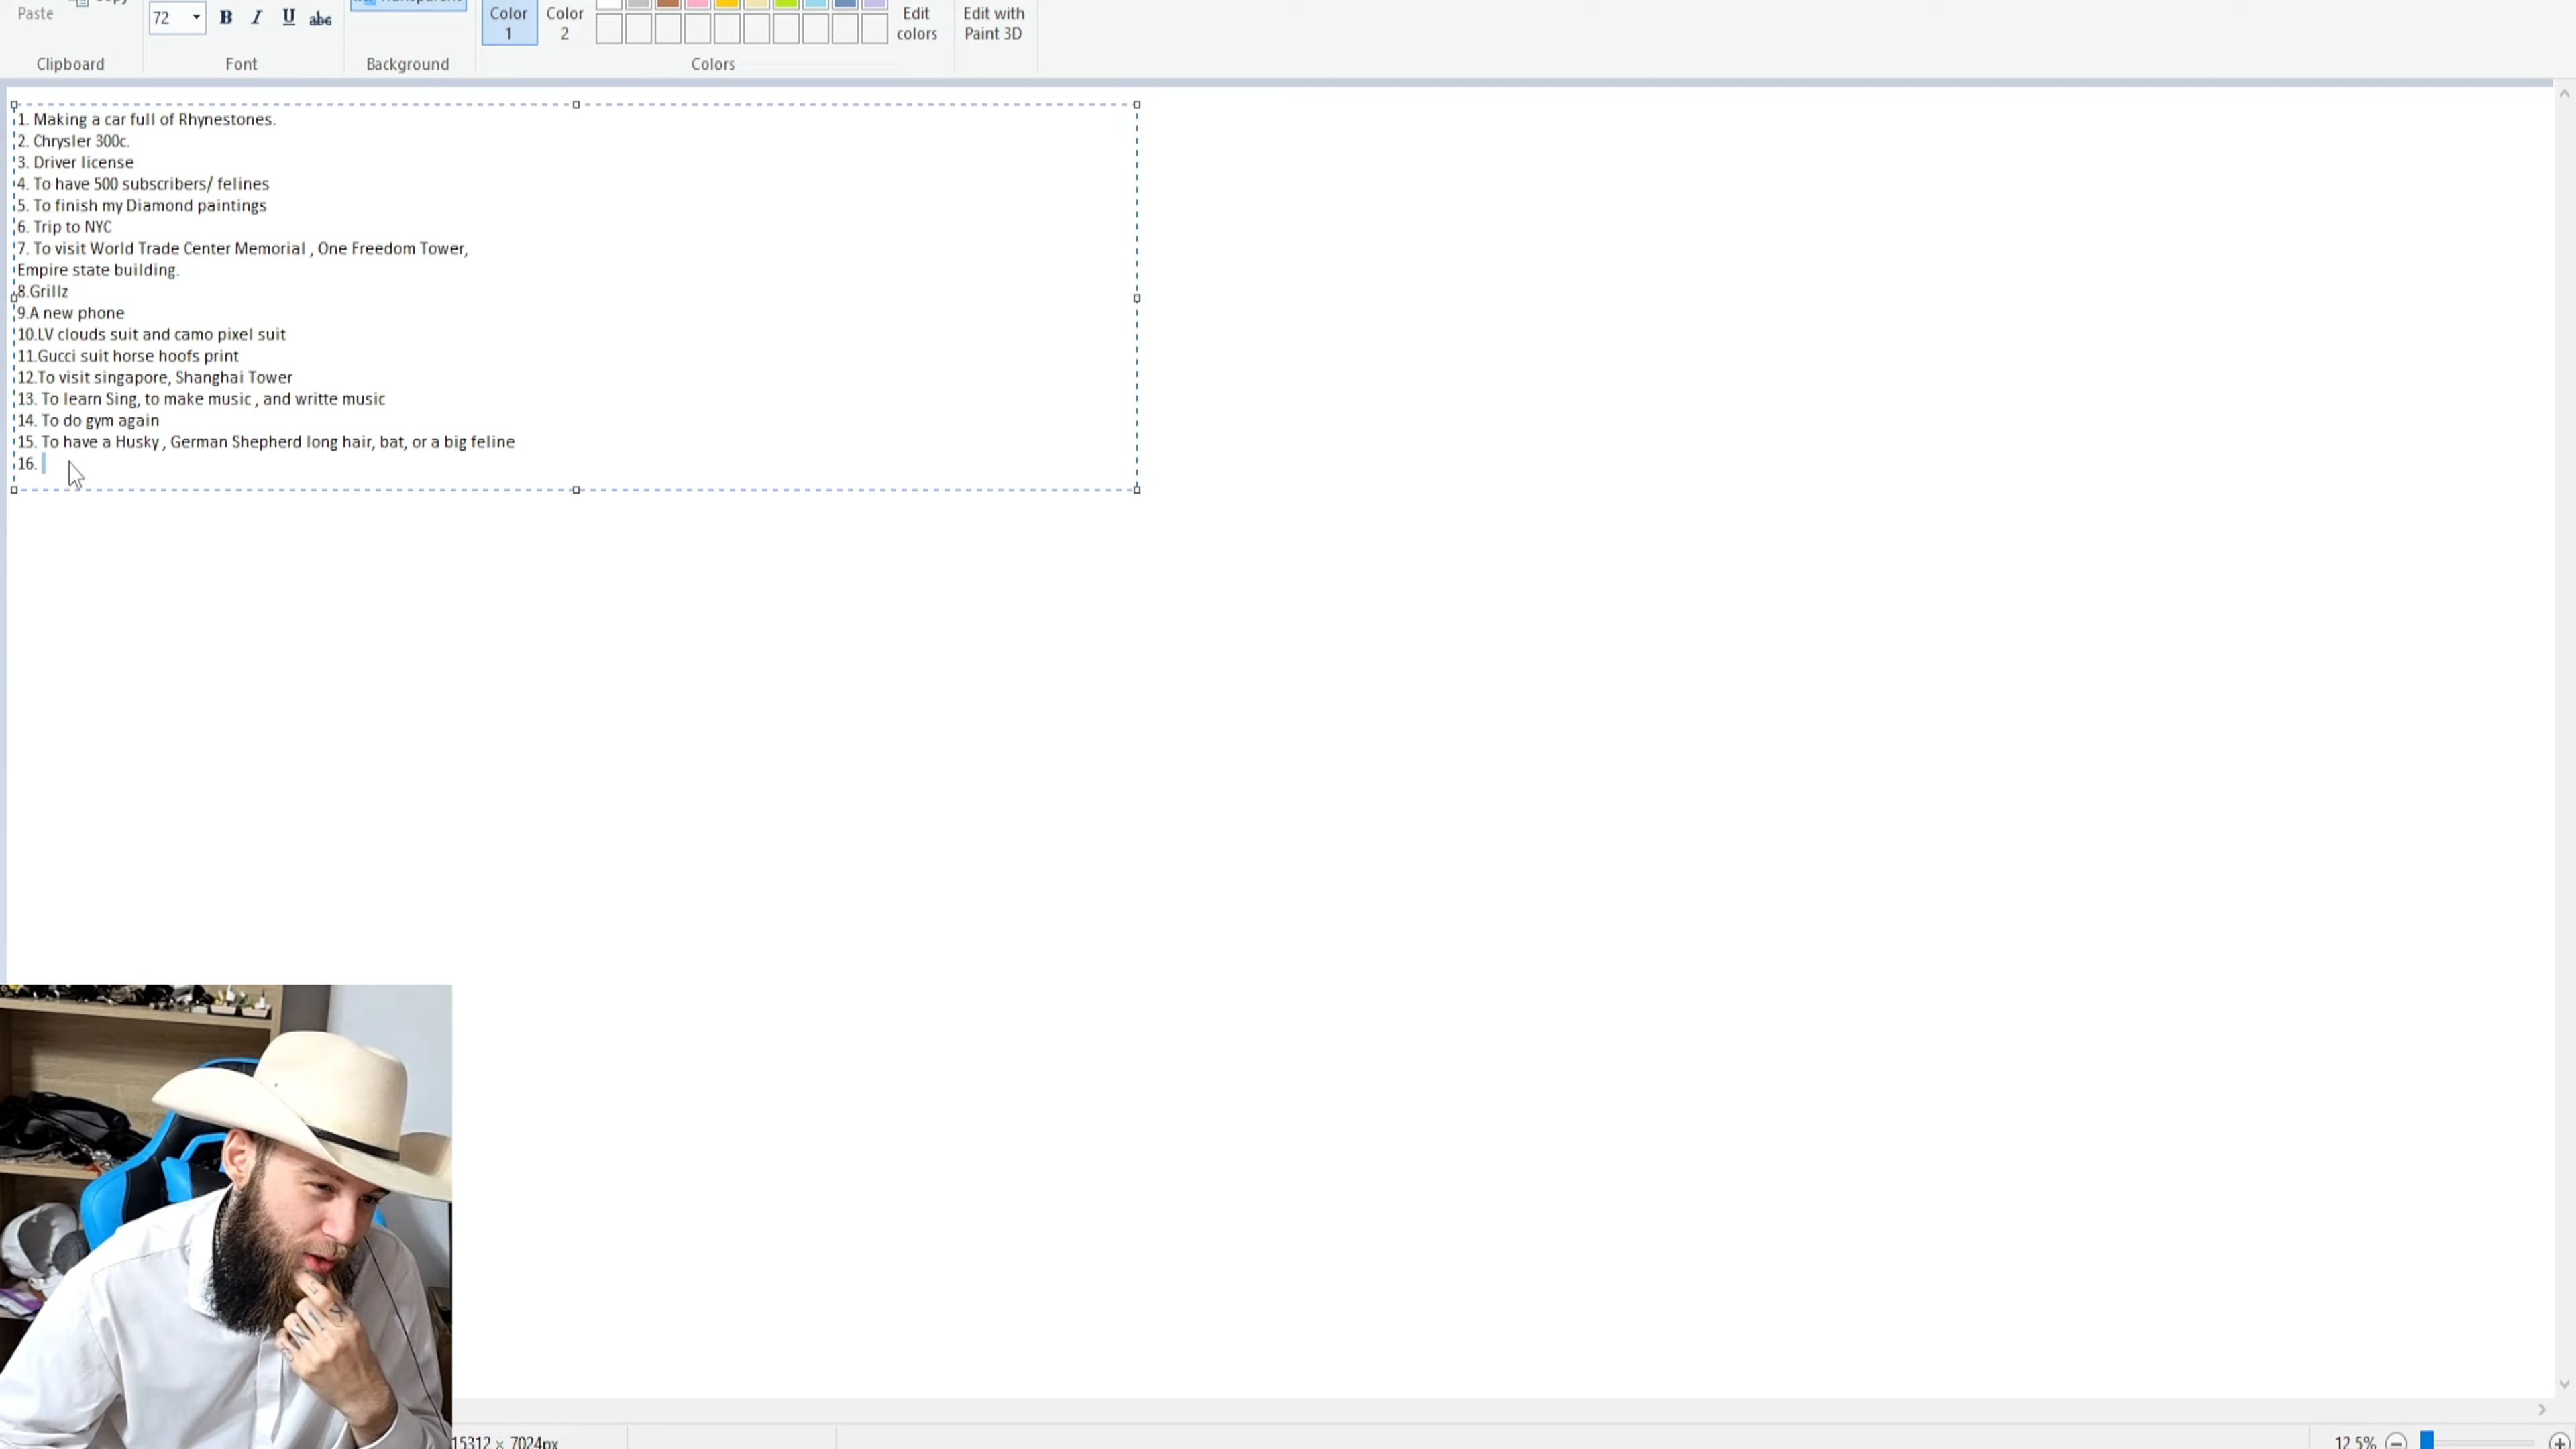 Paste
72
B I U abc
Color 1
Color 2
Edit colors
Edit with Paint 3D
Clipboard
Font
Background
Colors
1. Making a car full of Rhynestones.
2. Chrysler 300c.
3. Driver license
4. To have 500 subscribers/ felines
5. To finish my Diamond paintings
6. Trip to NYC
7. To visit World Trade Center Memorial , One Freedom Tower,
Empire state building.
8.Grillz
9.A new phone
10.LV clouds suit and camo pixel suit
11.Gucci suit horse hoofs print
12.To visit singapore, Shanghai Tower
13. To learn Sing, to make music , and writte music
14. To do gym again
15. To have a Husky , German Shepherd long hair, bat, or a big feline
16.
15312 × 7024px
12.5%